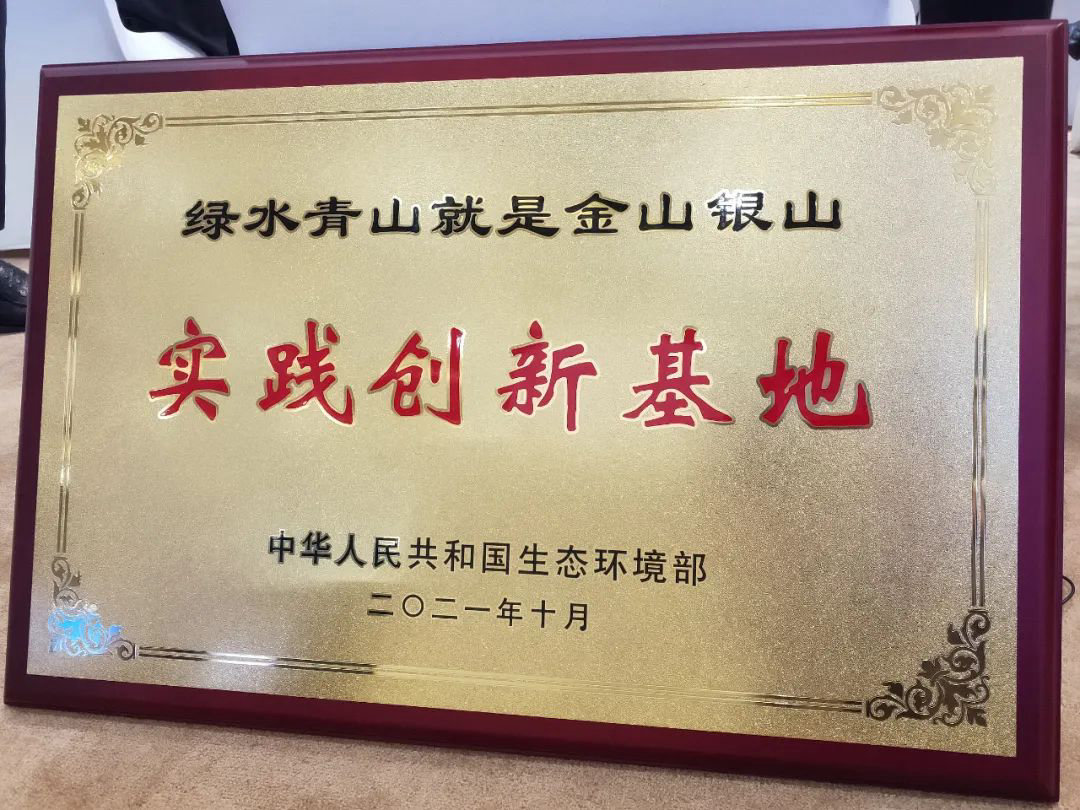 绿水青山就是金山银山
实践创新基地
中华人民共和国生态环境部
二〇二一年十月